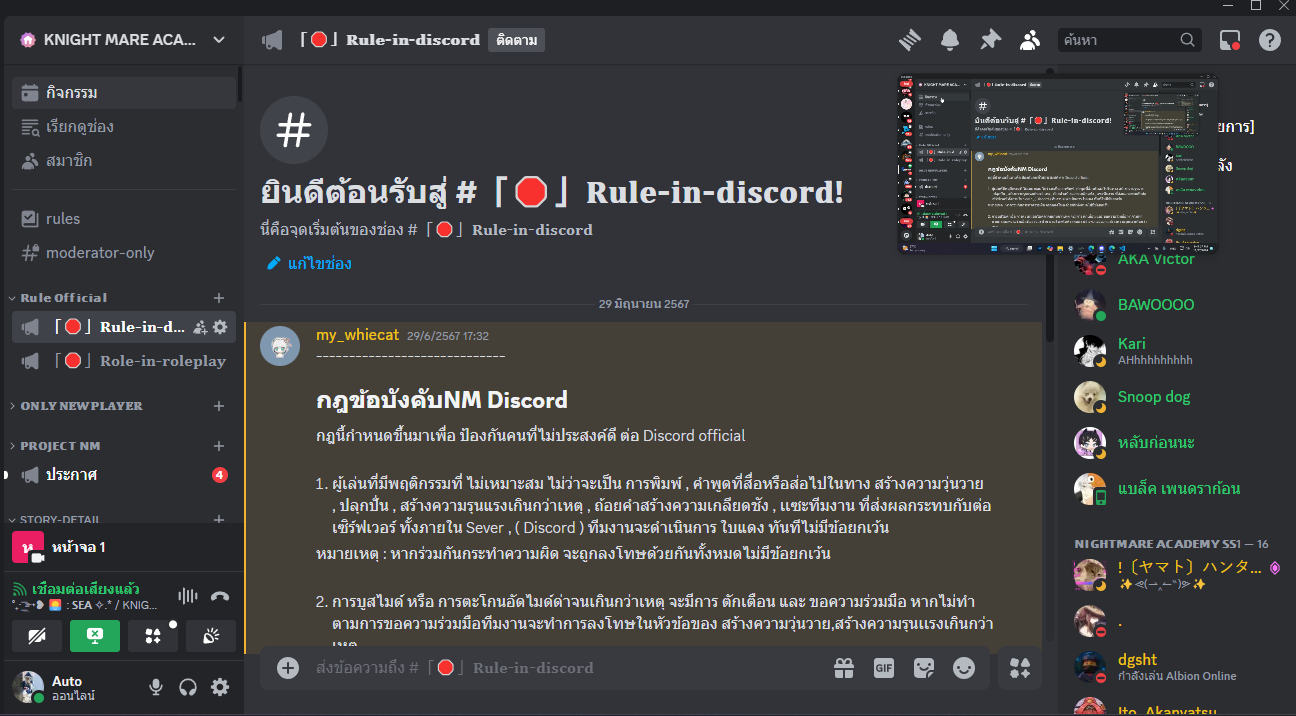 KNIGHT MARE ACA...
กิจกรรม
เรียกดูช่อง
สมาชิก
rules
moderator-only
Rule Official
「🛑」Rule-in-d...
「🛑」Role-in-roleplay
ONLY NEW PLAYER
PROJECT NM
ประกาศ
4
STORY-DETAIL
ห
หน้าจอ 1
เชื่อมต่อเสียงแล้ว
: SEA ✧.* / KNIG...
Auto
ออนไลน์
「🛑」Rule-in-discord
ติดตาม
ค้นหา
ยินดีต้อนรับสู่ #「🛑」Rule-in-discord!
นี่คือจุดเริ่มต้นของช่อง #「🛑」Rule-in-discord
แก้ไขช่อง
29 มิถุนายน 2567
my_whiecat 29/6/2567 17:32
-----------------------------
กฎข้อบังคับNM Discord
กฎนี้กำหนดขึ้นมาเพื่อ ป้องกันคนที่ไม่ประสงค์ดี ต่อ Discord official
1. ผู้เล่นที่มีพฤติกรรมที่ ไม่เหมาะสม ไม่ว่าจะเป็น การพิมพ์ , คำพูดที่สื่อหรือส่อไปในทาง สร้างความวุ่นวาย
, ปลุกปั่น , สร้างความรุนแรงเกินกว่าเหตุ , ถ้อยคำสร้างความเกลียดชัง , แซะทีมงาน ที่ส่งผลกระทบกับต่อ
เซิร์ฟเวอร์ ทั้งภายใน Sever , ( Discord ) ทีมงานจะดำเนินการ ใบแดง ทันทีไม่มีข้อยกเว้น
หมายเหตุ : หากร่วมกันกระทำความผิด จะถูกลงโทษด้วยกันทั้งหมดไม่มีข้อยกเว้น
2. การบูสไมด์ หรือ การตะโกนอัดไมด์ด่าจนเกินกว่าเหตุ จะมีการ ตักเตือน และ ขอความร่วมมือ หากไม่ทำ
ตามการขอความร่วมมือทีมงานจะทำการลงโทษในหัวข้อของ สร้างความวุ่นวาย,สร้างความรุนแรงเกินกว่า
เหตุ
ส่งข้อความถึง #「🛑」Rule-in-discord
GIF
AKA Victor
BAWOOOO
Kari
AHhhhhhhhhh
Snoop dog
หลับก่อนนะ
แบล็ค เพนดราก้อน
NIGHTMARE ACADEMY SS1 — 16
!〔ヤマト〕ハンタ...
.
dgsht
กำลังเล่น Albion Online
Ito_Akanyatsu